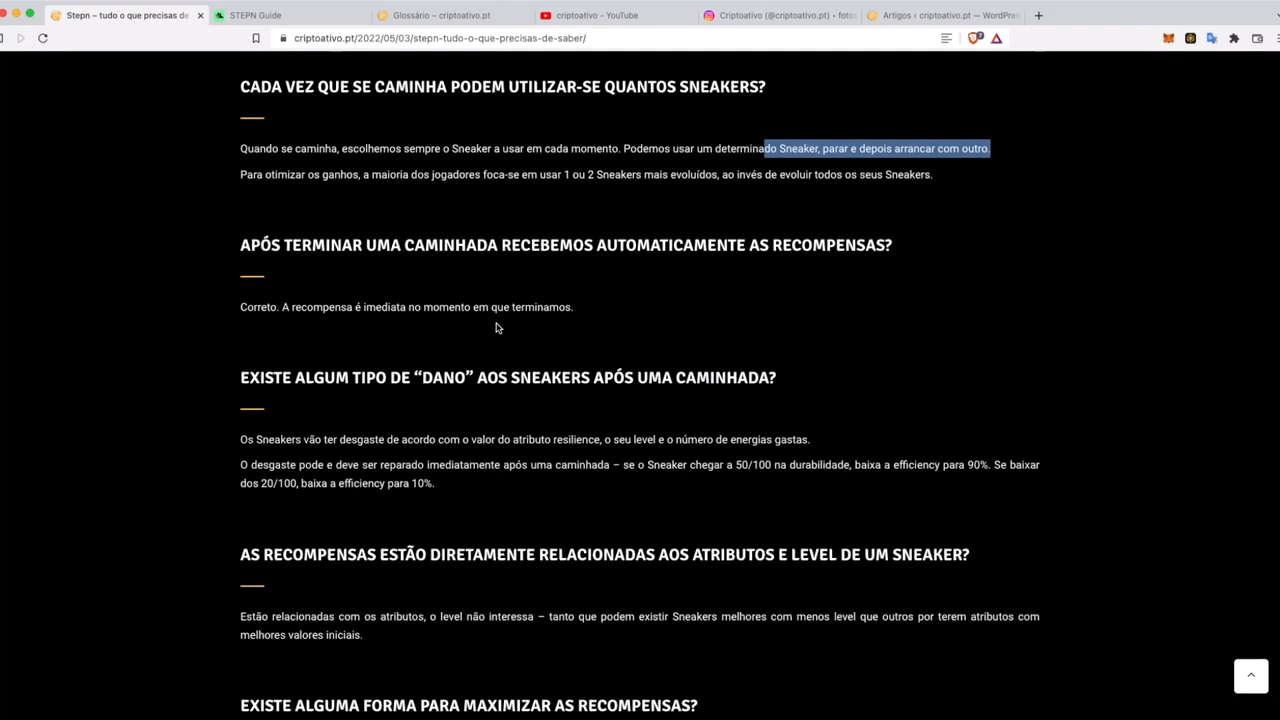 Stepn – tudo o que precisas de
STEPN Guide
Glossário – criptoativo.pt
criptoativo - YouTube
Criptoativo (@criptoativo.pt) • fotos
Artigos ‹ criptoativo.pt — WordPres
criptoativo.pt/2022/05/03/stepn-tudo-o-que-precisas-de-saber/
CADA VEZ QUE SE CAMINHA PODEM UTILIZAR-SE QUANTOS SNEAKERS?
Quando se caminha, escolhemos sempre o Sneaker a usar em cada momento. Podemos usar um determinado Sneaker, parar e depois arrancar com outro.
Para otimizar os ganhos, a maioria dos jogadores foca-se em usar 1 ou 2 Sneakers mais evoluídos, ao invés de evoluir todos os seus Sneakers.
APÓS TERMINAR UMA CAMINHADA RECEBEMOS AUTOMATICAMENTE AS RECOMPENSAS?
Correto. A recompensa é imediata no momento em que terminamos.
EXISTE ALGUM TIPO DE “DANO” AOS SNEAKERS APÓS UMA CAMINHADA?
Os Sneakers vão ter desgaste de acordo com o valor do atributo resilience, o seu level e o número de energias gastas.
O desgaste pode e deve ser reparado imediatamente após uma caminhada – se o Sneaker chegar a 50/100 na durabilidade, baixa a efficiency para 90%. Se baixar
dos 20/100, baixa a efficiency para 10%.
AS RECOMPENSAS ESTÃO DIRETAMENTE RELACIONADAS AOS ATRIBUTOS E LEVEL DE UM SNEAKER?
Estão relacionadas com os atributos, o level não interessa – tanto que podem existir Sneakers melhores com menos level que outros por terem atributos com
melhores valores iniciais.
EXISTE ALGUMA FORMA PARA MAXIMIZAR AS RECOMPENSAS?